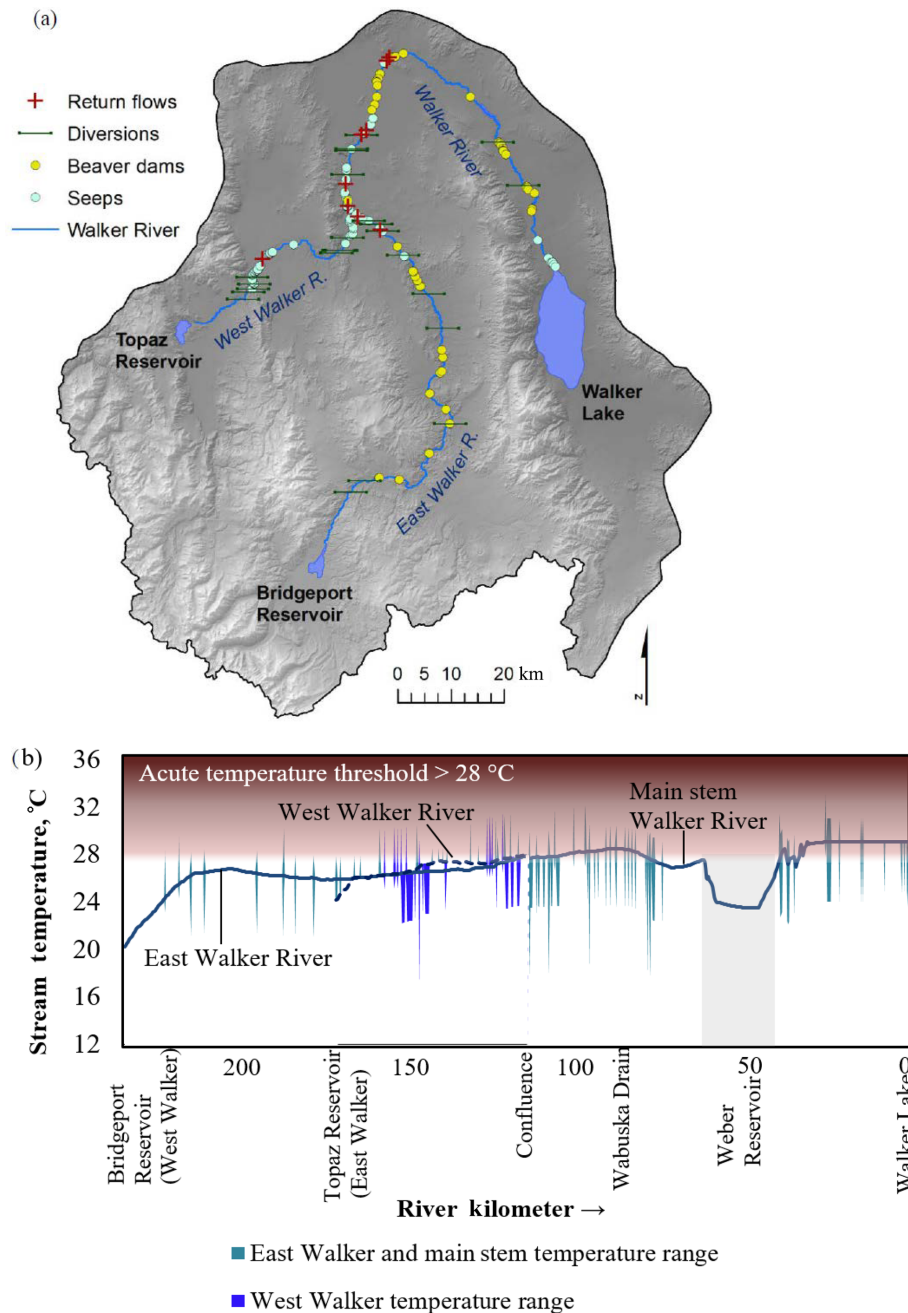 (a)
Return flows
Diversions
Beaver dams
Seeps
Walker River
Walker River
West Walker R.
Topaz
Reservoir
Walker
Lake
East Walker R.
Bridgeport
Reservoir
0 5 10 20 km
z
(b)
36
32
28
24
20
16
12
Stream temperature, °C
Acute temperature threshold > 28 °C
West Walker River
Main stem
Walker River
East Walker River
200
150
100
50
0
Bridgeport
Reservoir
(West Walker)
Topaz Reservoir
(East Walker)
Confluence
Wabuska Drain
Weber
Reservoir
Walker Lake
River kilometer →
East Walker and main stem temperature range
West Walker temperature range